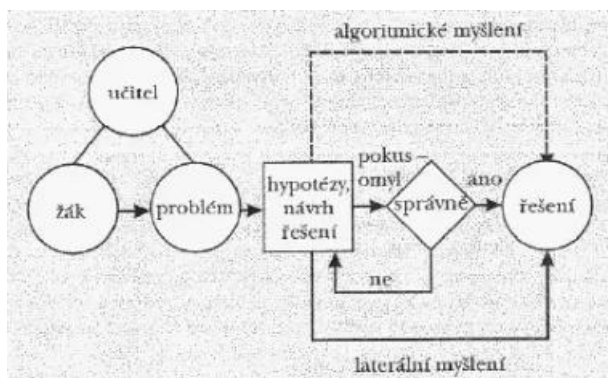 algoritmické myšlení
učitel
pokus –
omyl
ano
žák
problém
hypotézy,
návrh
řešení
správně
řešení
ne
laterální myšlení